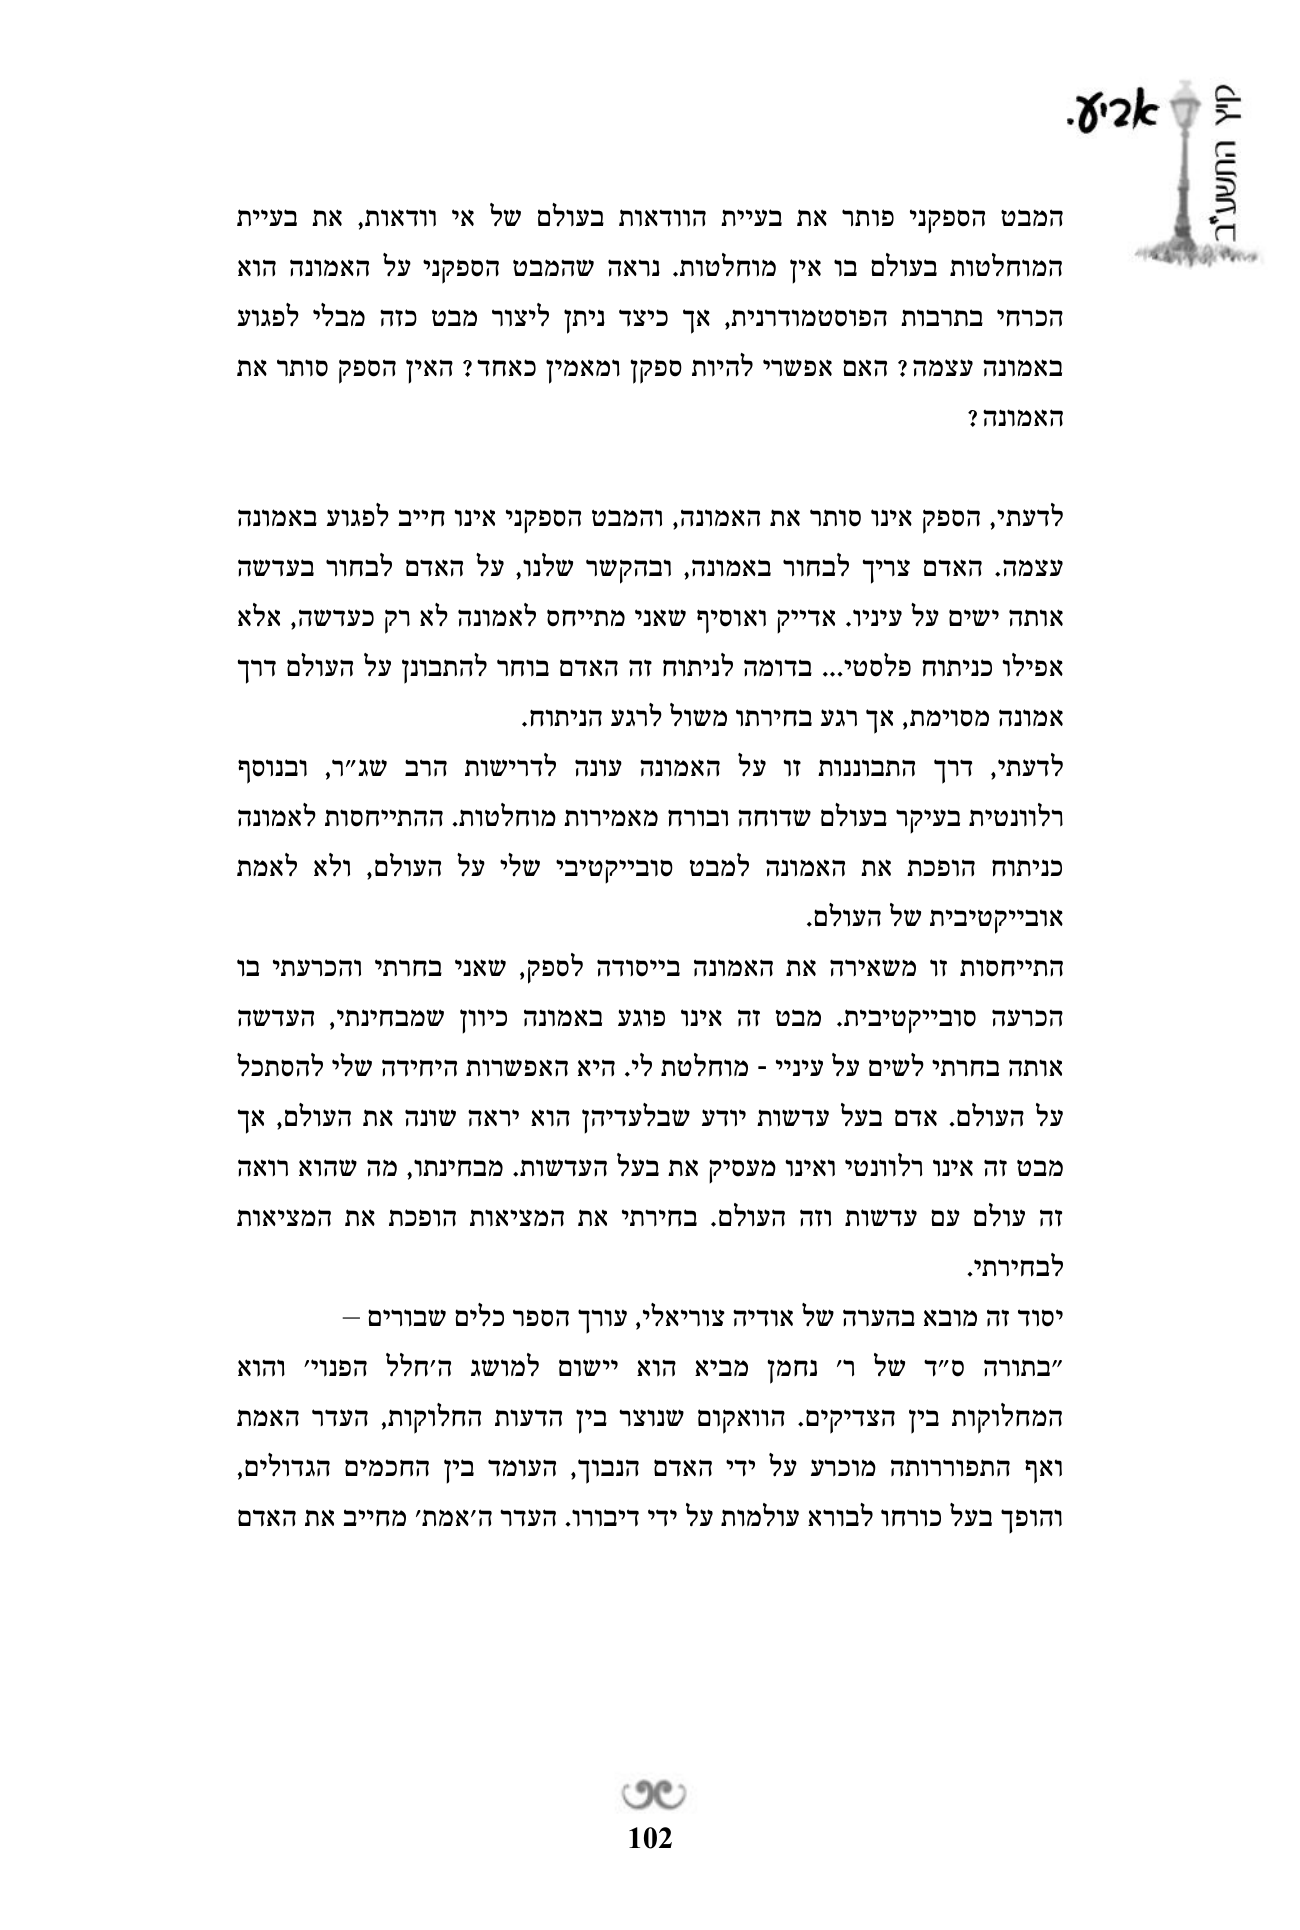 אביע.
קיץ התשע"ב
המבט הספקני פותר את בעיית הוודאות בעולם של אי וודאות, את בעיית
המוחלטות בעולם בו אין מוחלטות. נראה שהמבט הספקני על האמונה הוא
הכרחי בתרבות הפוסטמודרנית, אך כיצד ניתן ליצור מבט כזה מבלי לפגוע
באמונה עצמה? האם אפשרי להיות ספקן ומאמין כאחד? האין הספק סותר את
האמונה?
לדעתי, הספק אינו סותר את האמונה, והמבט הספקני אינו חייב לפגוע באמונה
עצמה. האדם צריך לבחור באמונה, ובהקשר שלנו, על האדם לבחור בעדשה
אותה ישים על עיניו. אדייק ואוסיף שאני מתייחס לאמונה לא רק כעדשה, אלא
אפילו כניתוח פלסטי... בדומה לניתוח זה האדם בוחר להתבונן על העולם דרך
אמונה מסוימת, אך רגע בחירתו משול לרגע הניתוח.
לדעתי, דרך התבוננות זו על האמונה עונה לדרישות הרב שג"ר, ובנוסף
רלוונטית בעיקר בעולם שדוחה ובורח מאמירות מוחלטות. ההתייחסות לאמונה
כניתוח הופכת את האמונה למבט סובייקטיבי שלי על העולם, ולא לאמת
אובייקטיבית של העולם.
התייחסות זו משאירה את האמונה בייסודה לספק, שאני בחרתי והכרעתי בו
הכרעה סובייקטיבית. מבט זה אינו פוגע באמונה כיוון שמבחינתי, העדשה
אותה בחרתי לשים על עיניי - מוחלטת לי. היא האפשרות היחידה שלי להסתכל
על העולם. אדם בעל עדשות יודע שבלעדיהן הוא יראה שונה את העולם, אך
מבט זה אינו רלוונטי ואינו מעסיק את בעל העדשות. מבחינתו, מה שהוא רואה
זה עולם עם עדשות וזה העולם. בחירתי את המציאות הופכת את המציאות
לבחירתי.
יסוד זה מובא בהערה של אודיה צוריאלי, עורך הספר כלים שבורים –
"בתורה ס"ד של ר' נחמן מביא הוא יישום למושג ה'חלל הפנוי' והוא
המחלוקות בין הצדיקים. הוואקום שנוצר בין הדעות החלוקות, העדר האמת
ואף התפוררותה מוכרע על ידי האדם הנבוך, העומד בין החכמים הגדולים,
והופך בעל כורחו לבורא עולמות על ידי דיבורו. העדר ה'אמת' מחייב את האדם
102